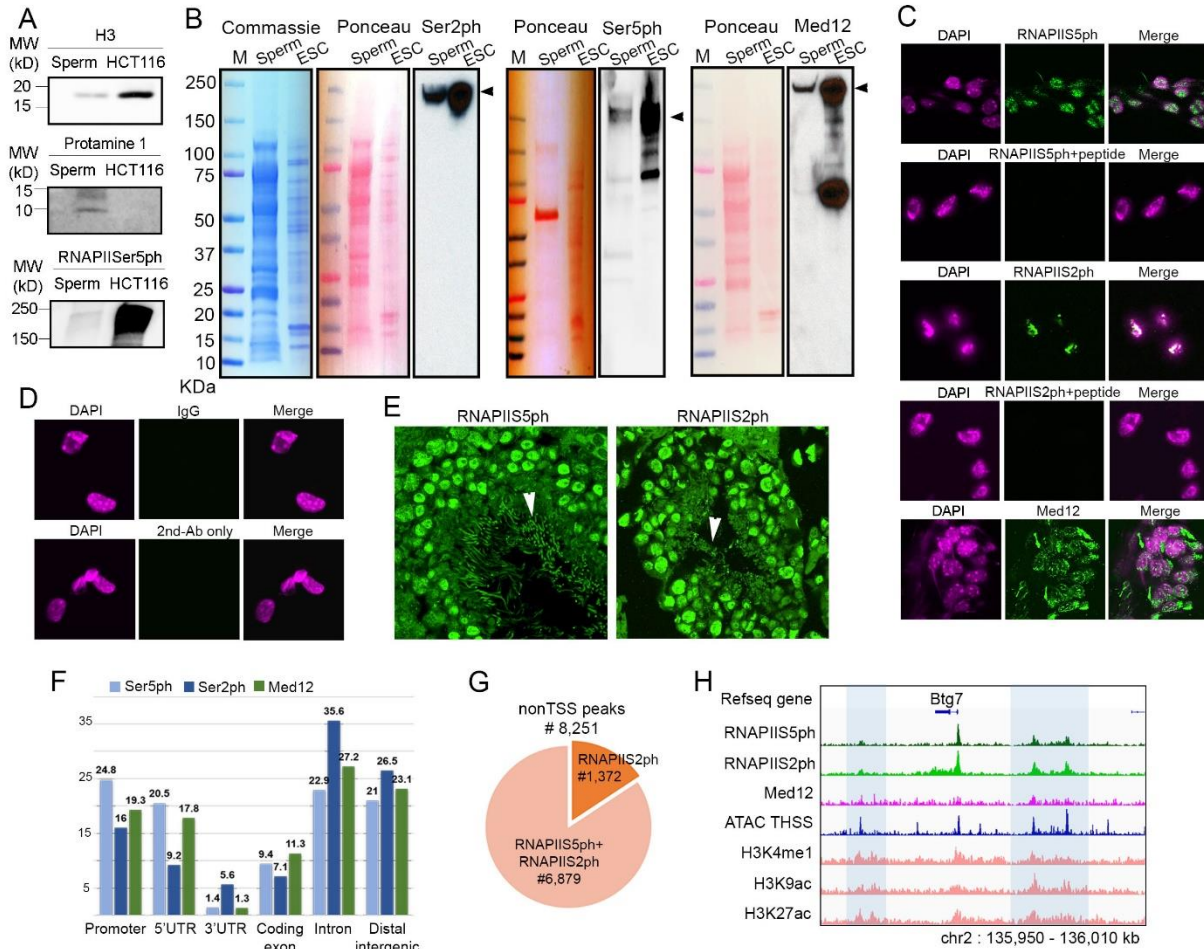 A
H3
MW
(kD)
Sperm HCT116
20
15
Protamine 1
MW
(kD)
Sperm HCT116
15
10
RNAPIISer5ph
MW
(kD)
Sperm HCT116
250
150
B
Commassie
Ponceau
Ser2ph
Ponceau
Ser5ph
Ponceau
Med12
M Sperm ESC
Sperm ESC
Sperm ESC
M Sperm ESC
Sperm ESC
M Sperm ESC
Sperm ESC
250
150
100
75
50
37
25
20
15
10
KDa
C
DAPI RNAPIIS5ph Merge
DAPI RNAPIIS5ph+peptide Merge
DAPI RNAPIIS2ph Merge
DAPI RNAPIIS2ph+peptide Merge
DAPI Med12 Merge
D
DAPI IgG Merge
DAPI 2nd-Ab only Merge
E
RNAPIIS5ph RNAPIIS2ph
F
Ser5ph Ser2ph Med12
35
25
15
5
24.8 16 19.3
20.5 9.2 17.8
1.4 5.6 1.3
9.4 7.1 11.3
22.9 35.6 27.2
21 26.5 23.1
Promoter 5'UTR 3'UTR Coding exon Intron Distal intergenic
G
nonTSS peaks
# 8,251
RNAPIIS2ph
#1,372
RNAPIIS5ph+
RNAPIIS2ph
#6,879
H
Refseq gene
Btg7
RNAPIIS5ph
RNAPIIS2ph
Med12
ATAC THSS
H3K4me1
H3K9ac
H3K27ac
chr2 : 135,950 - 136,010 kb